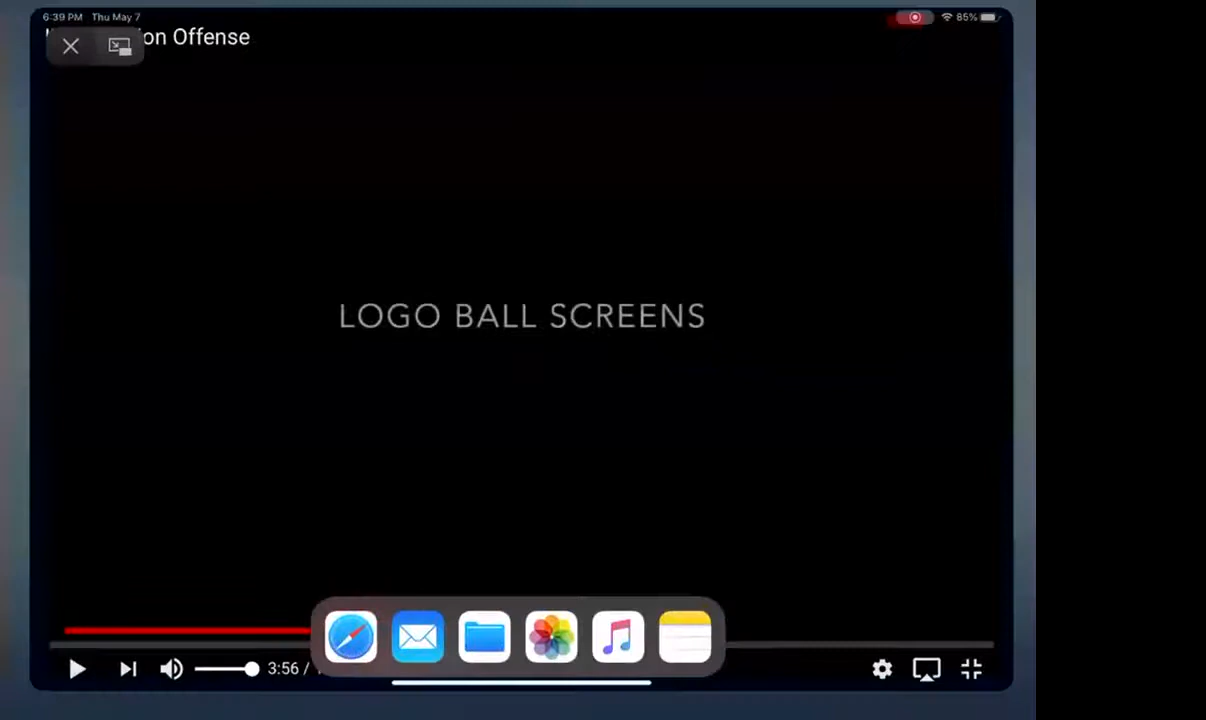 6:39 PM Thu May 7
85%
on Offense
LOGO BALL SCREENS
3:56 /